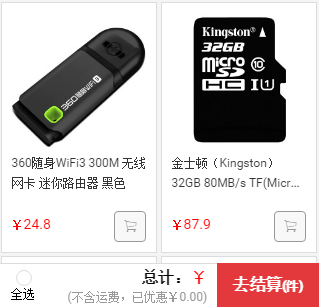 360随身WiFi
Kingston
32GB
micro
SD
HC I U1
10
360随身WiFi3 300M 无线
网卡 迷你路由器 黑色
金士顿（Kingston）
32GB 80MB/s TF(Micr...
￥24.8
￥87.9
全选
总计：￥
(不含运费，已优惠￥0.00)
去结算(件)